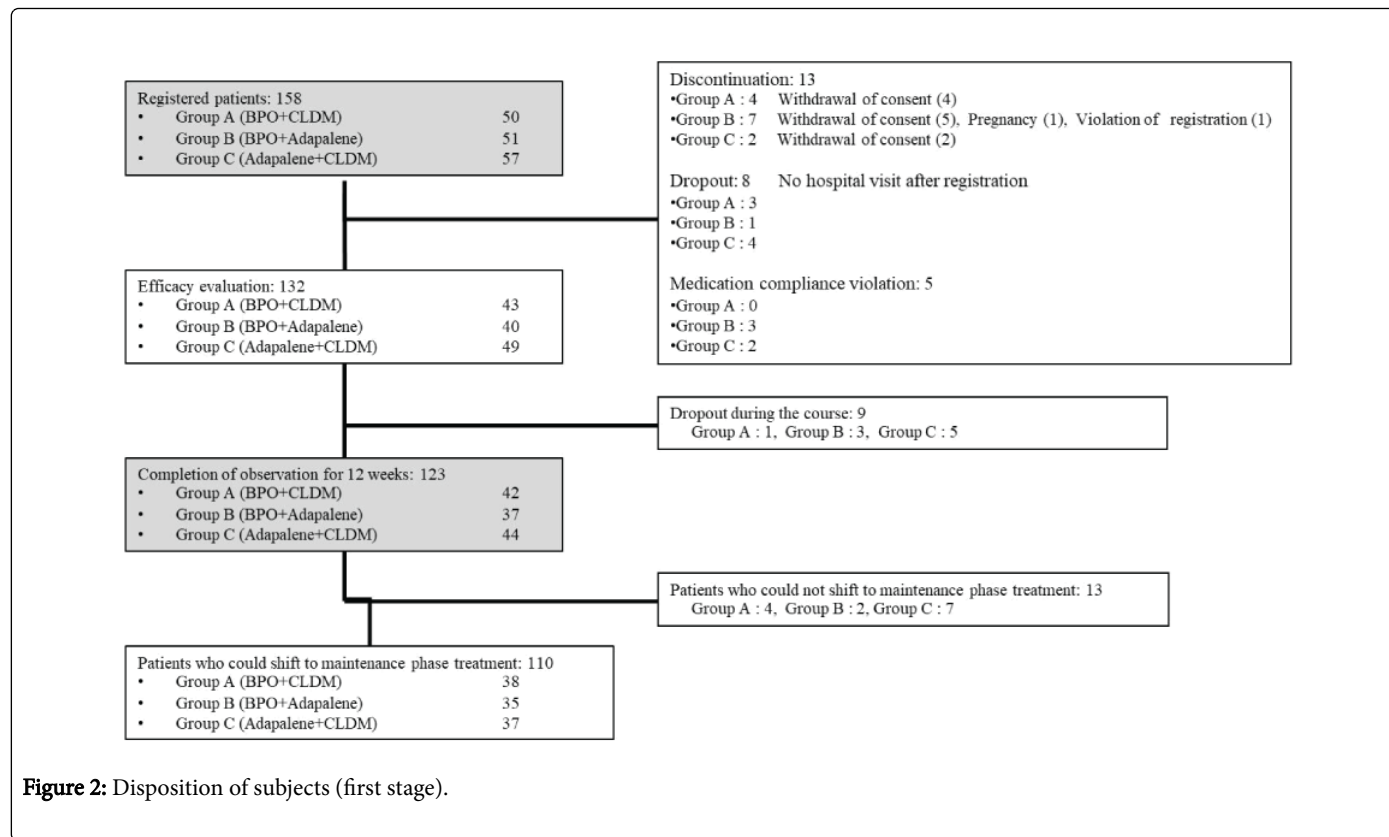 Registered patients: 158
• Group A (BPO+CLDM) 50
• Group B (BPO+Adapalene) 51
• Group C (Adapalene+CLDM) 57
Discontinuation: 13
•Group A : 4 Withdrawal of consent (4)
•Group B : 7 Withdrawal of consent (5), Pregnancy (1), Violation of registration (1)
•Group C : 2 Withdrawal of consent (2)
Dropout: 8 No hospital visit after registration
•Group A : 3
•Group B : 1
•Group C : 4
Medication compliance violation: 5
•Group A : 0
•Group B : 3
•Group C : 2
Efficacy evaluation: 132
• Group A (BPO+CLDM) 43
• Group B (BPO+Adapalene) 40
• Group C (Adapalene+CLDM) 49
Dropout during the course: 9
Group A : 1, Group B : 3, Group C : 5
Completion of observation for 12 weeks: 123
• Group A (BPO+CLDM) 42
• Group B (BPO+Adapalene) 37
• Group C (Adapalene+CLDM) 44
Patients who could not shift to maintenance phase treatment: 13
Group A : 4, Group B : 2, Group C : 7
Patients who could shift to maintenance phase treatment: 110
• Group A (BPO+CLDM) 38
• Group B (BPO+Adapalene) 35
• Group C (Adapalene+CLDM) 37
Figure 2: Disposition of subjects (first stage).